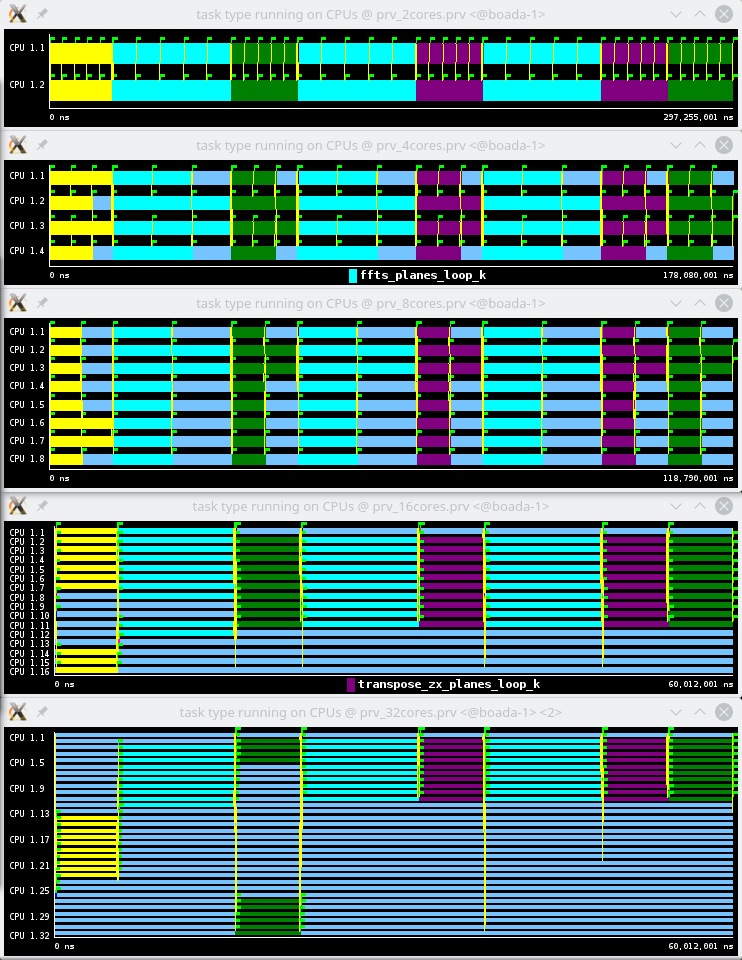 task type running on CPUs @ prv_2cores.prv <@boada-1>
CPU 1.1
CPU 1.2
0 ns 297,255,001 ns
task type running on CPUs @ prv_4cores.prv <@boada-1>
CPU 1.1
CPU 1.2
CPU 1.3
CPU 1.4
0 ns 178,080,001 ns
ffts_planes_loop_k
task type running on CPUs @ prv_8cores.prv <@boada-1>
CPU 1.1
CPU 1.2
CPU 1.3
CPU 1.4
CPU 1.5
CPU 1.6
CPU 1.7
CPU 1.8
0 ns 118,790,001 ns
task type running on CPUs @ prv_16cores.prv <@boada-1>
CPU 1.1
CPU 1.2
CPU 1.3
CPU 1.4
CPU 1.5
CPU 1.6
CPU 1.7
CPU 1.8
CPU 1.9
CPU 1.10
CPU 1.11
CPU 1.12
CPU 1.13
CPU 1.14
CPU 1.15
CPU 1.16
0 ns transpose_zx_planes_loop_k 60,012,001 ns
task type running on CPUs @ prv_32cores.prv <@boada-1> <2>
CPU 1.1
CPU 1.5
CPU 1.9
CPU 1.13
CPU 1.17
CPU 1.21
CPU 1.25
CPU 1.29
CPU 1.32
0 ns 60,012,001 ns